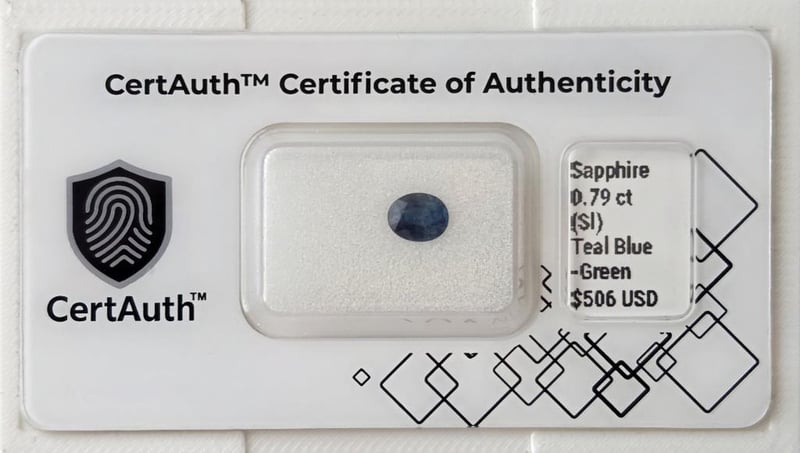 CertAuth™ Certificate of Authenticity
CertAuth™
Sapphire
0.79 ct
(SI)
Teal Blue
-Green
$506 USD